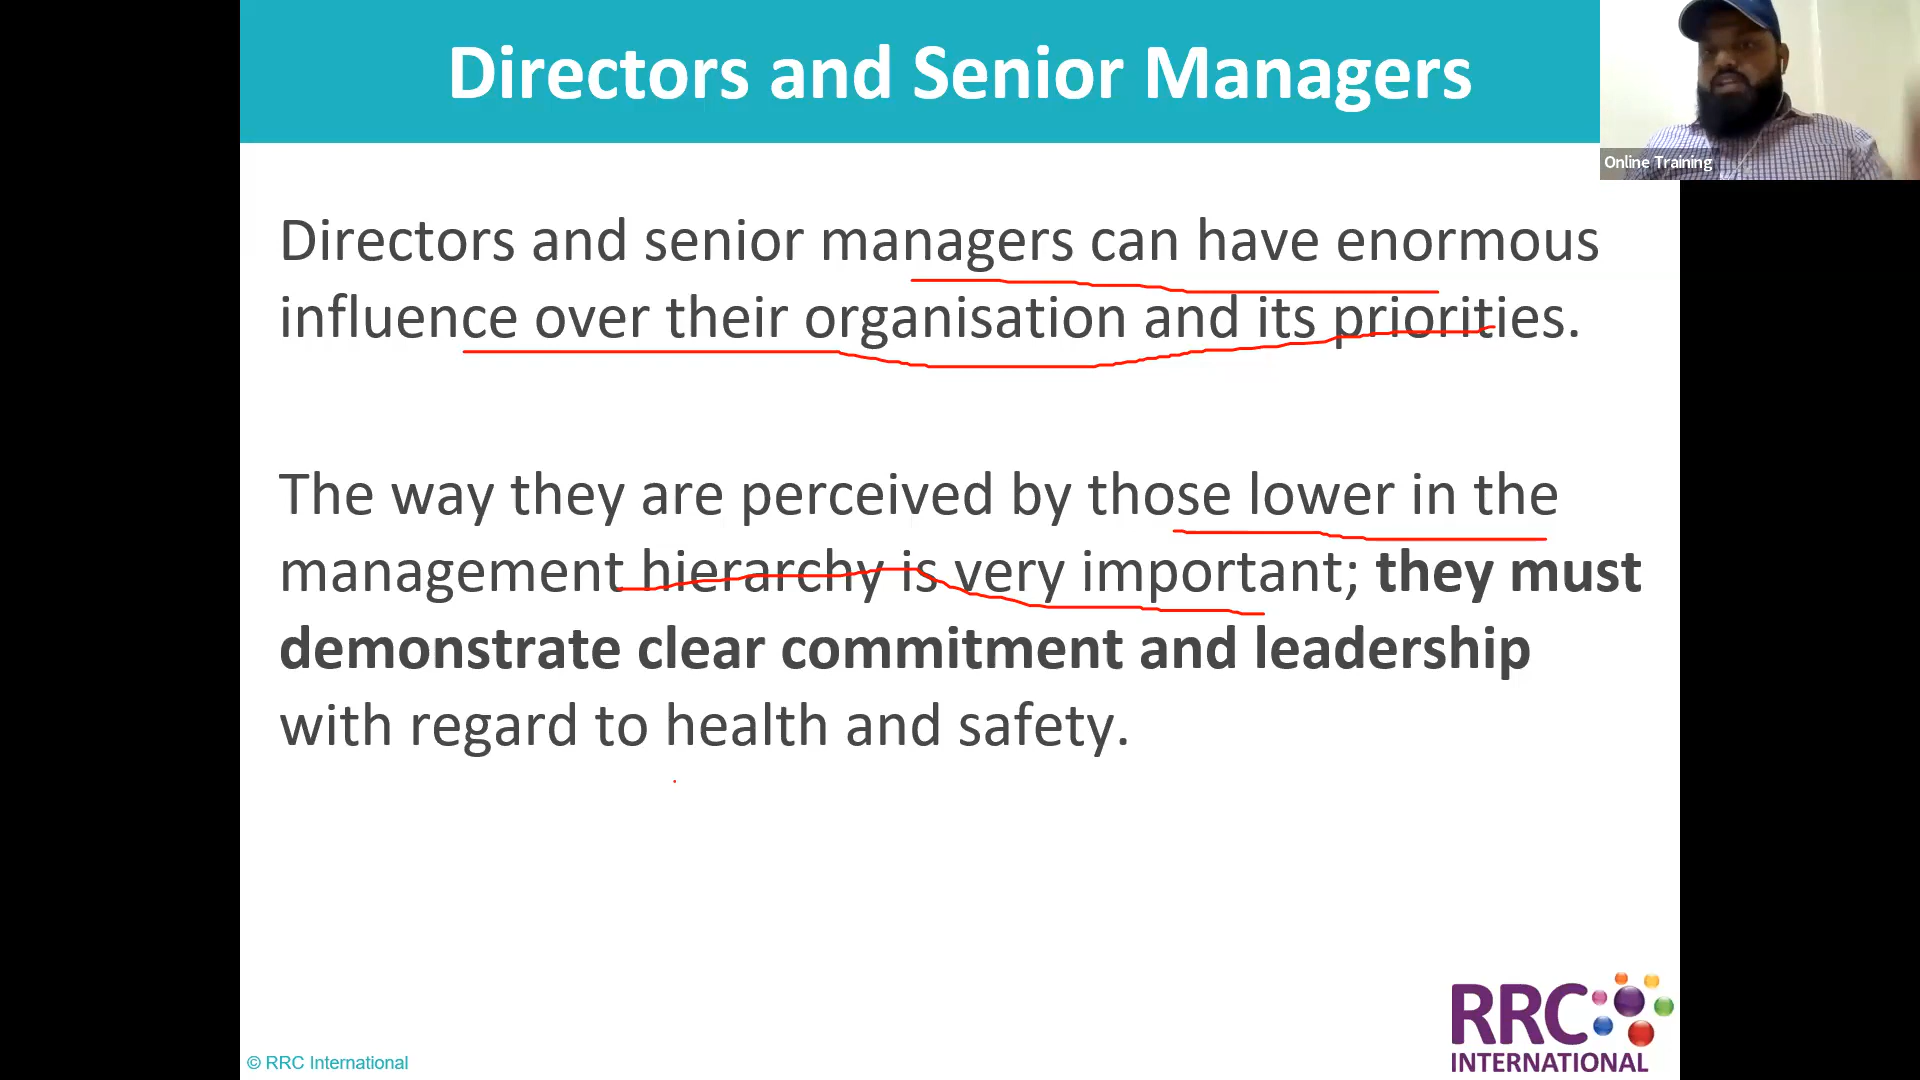 Directors and Senior Managers
Online Training
Directors and senior managers can have enormous
influence over their organisation and its priorities.
The way they are perceived by those lower in the
management hierarchy is very important; they must
demonstrate clear commitment and leadership
with regard to health and safety.
RRC
INTERNATIONAL
© RRC International